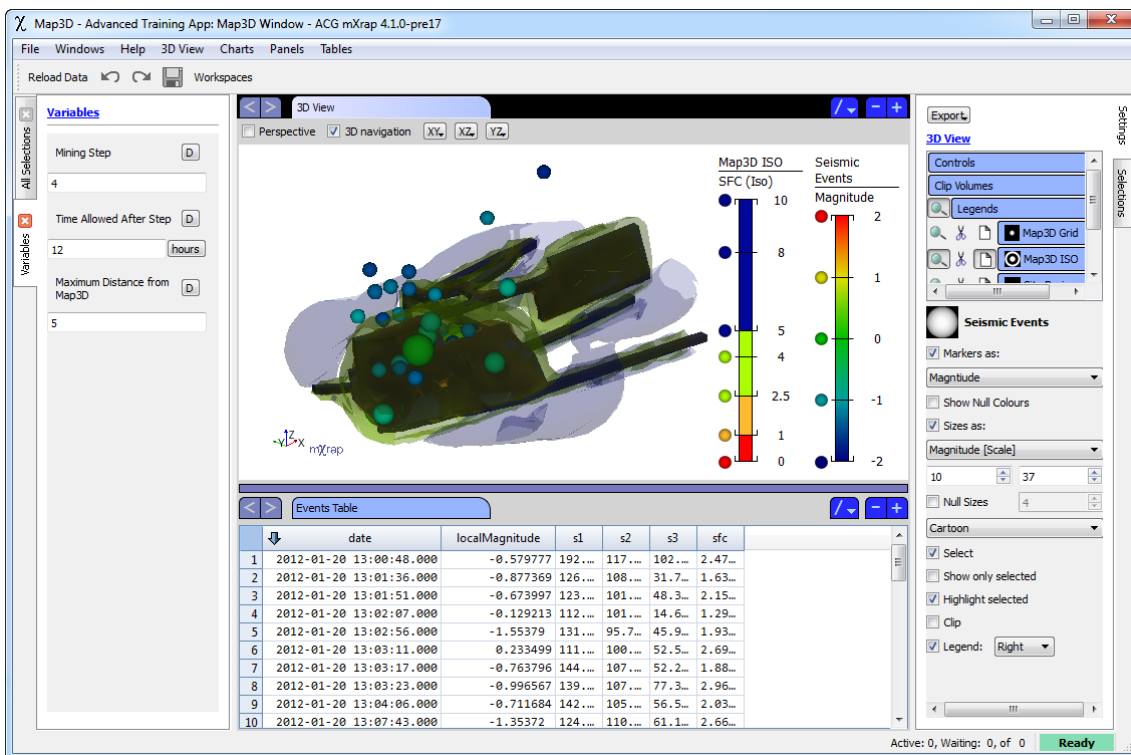 Map3D - Advanced Training App: Map3D Window - ACG mXrap 4.1.0-pre17
File Windows Help 3D View Charts Panels Tables
Reload Data Workspaces
All Selections
Variables
Variables
Mining Step D
4
Time Allowed After Step D
12 hours
Maximum Distance from
Map3D D
5
3D View
Perspective 3D navigation XY XZ YZ
Map3D ISO
SFC (Iso)
10
8
5
4
2.5
1
0
Seismic
Events
Magnitude
2
1
0
-1
-2
Z
Y X
mXrap
Events Table
date localMagnitude s1 s2 s3 sfc
1 2012-01-20 13:00:48.000 -0.579777 192.... 117.... 102.... 2.47...
2 2012-01-20 13:01:36.000 -0.877369 126.... 108.... 31.7... 1.63...
3 2012-01-20 13:01:51.000 -0.673997 123.... 101.... 48.3... 2.15...
4 2012-01-20 13:02:07.000 -0.129213 112.... 101.... 14.6... 1.29...
5 2012-01-20 13:02:56.000 -1.55379 131.... 95.7... 45.9... 1.93...
6 2012-01-20 13:03:11.000 0.233499 111.... 100.... 52.5... 2.69...
7 2012-01-20 13:03:17.000 -0.763796 144.... 107.... 52.2... 1.88...
8 2012-01-20 13:03:23.000 -0.996567 139.... 107.... 77.3... 2.96...
9 2012-01-20 13:04:06.000 -0.711684 142.... 105.... 56.5... 2.03...
10 2012-01-20 13:07:43.000 -1.35372 124.... 110.... 61.1... 2.66...
Export
3D View
Controls
Clip Volumes
Legends
Map3D Grid
Map3D ISO
Seismic Events
Markers as:
Magntiude
Show Null Colours
Sizes as:
Magnitude [Scale]
10 37
Null Sizes 4
Cartoon
Select
Show only selected
Highlight selected
Clip
Legend: Right
Settings
Selections
Active: 0, Waiting: 0, of 0 Ready